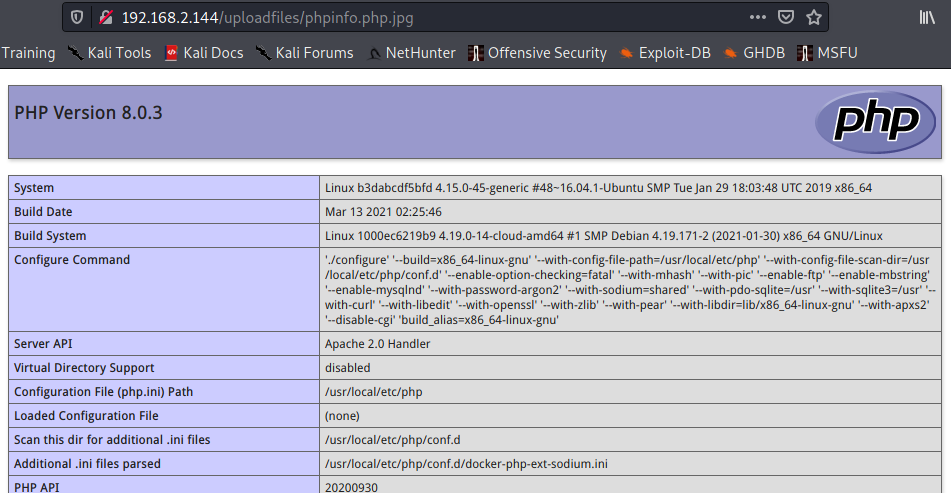 192.168.2.144/uploadfiles/phpinfo.php.jpg
Training Kali Tools Kali Docs Kali Forums NetHunter Offensive Security Exploit-DB GHDB MSFU
PHP Version 8.0.3
php
System Linux b3dabcdf5bfd 4.15.0-45-generic #48~16.04.1-Ubuntu SMP Tue Jan 29 18:03:48 UTC 2019 x86_64
Build Date Mar 13 2021 02:25:46
Build System Linux 1000ec6219b9 4.19.0-14-cloud-amd64 #1 SMP Debian 4.19.171-2 (2021-01-30) x86_64 GNU/Linux
Configure Command './configure' '--build=x86_64-linux-gnu' '--with-config-file-path=/usr/local/etc/php' '--with-config-file-scan-dir=/usr
/local/etc/php/conf.d' '--enable-option-checking=fatal' '--with-mhash' '--with-pic' '--enable-ftp' '--enable-mbstring'
'--enable-mysqlnd' '--with-password-argon2' '--with-sodium=shared' '--with-pdo-sqlite=/usr' '--with-sqlite3=/usr' '--
with-curl' '--with-libedit' '--with-openssl' '--with-zlib' '--with-pear' '--with-libdir=lib/x86_64-linux-gnu' '--with-apxs2'
'--disable-cgi' 'build_alias=x86_64-linux-gnu'
Server API Apache 2.0 Handler
Virtual Directory Support disabled
Configuration File (php.ini) Path /usr/local/etc/php
Loaded Configuration File (none)
Scan this dir for additional .ini files /usr/local/etc/php/conf.d
Additional .ini files parsed /usr/local/etc/php/conf.d/docker-php-ext-sodium.ini
PHP API 20200930